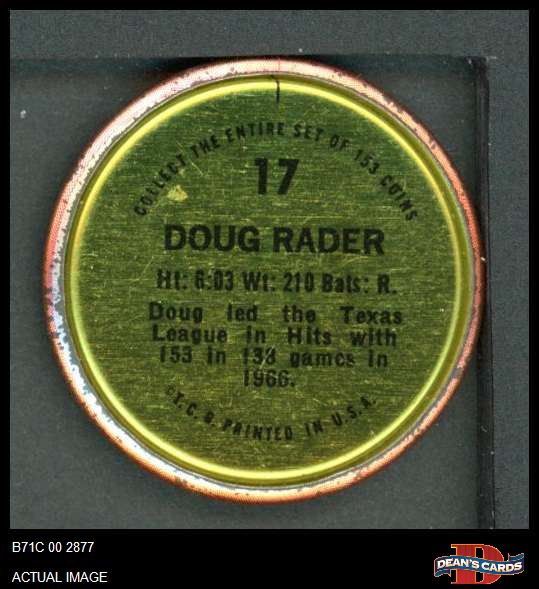 COLLECT THE ENTIRE SET OF 153 COINS
17
DOUG RADER
Ht: 6:03 Wt: 210 Bats: R.
Doug led the Texas
League in Hits with
153 in 138 games in
1966.
©T.C.G. PRINTED IN U.S.A.
B71C 00 2877
ACTUAL IMAGE
D
DEAN'S CARDS